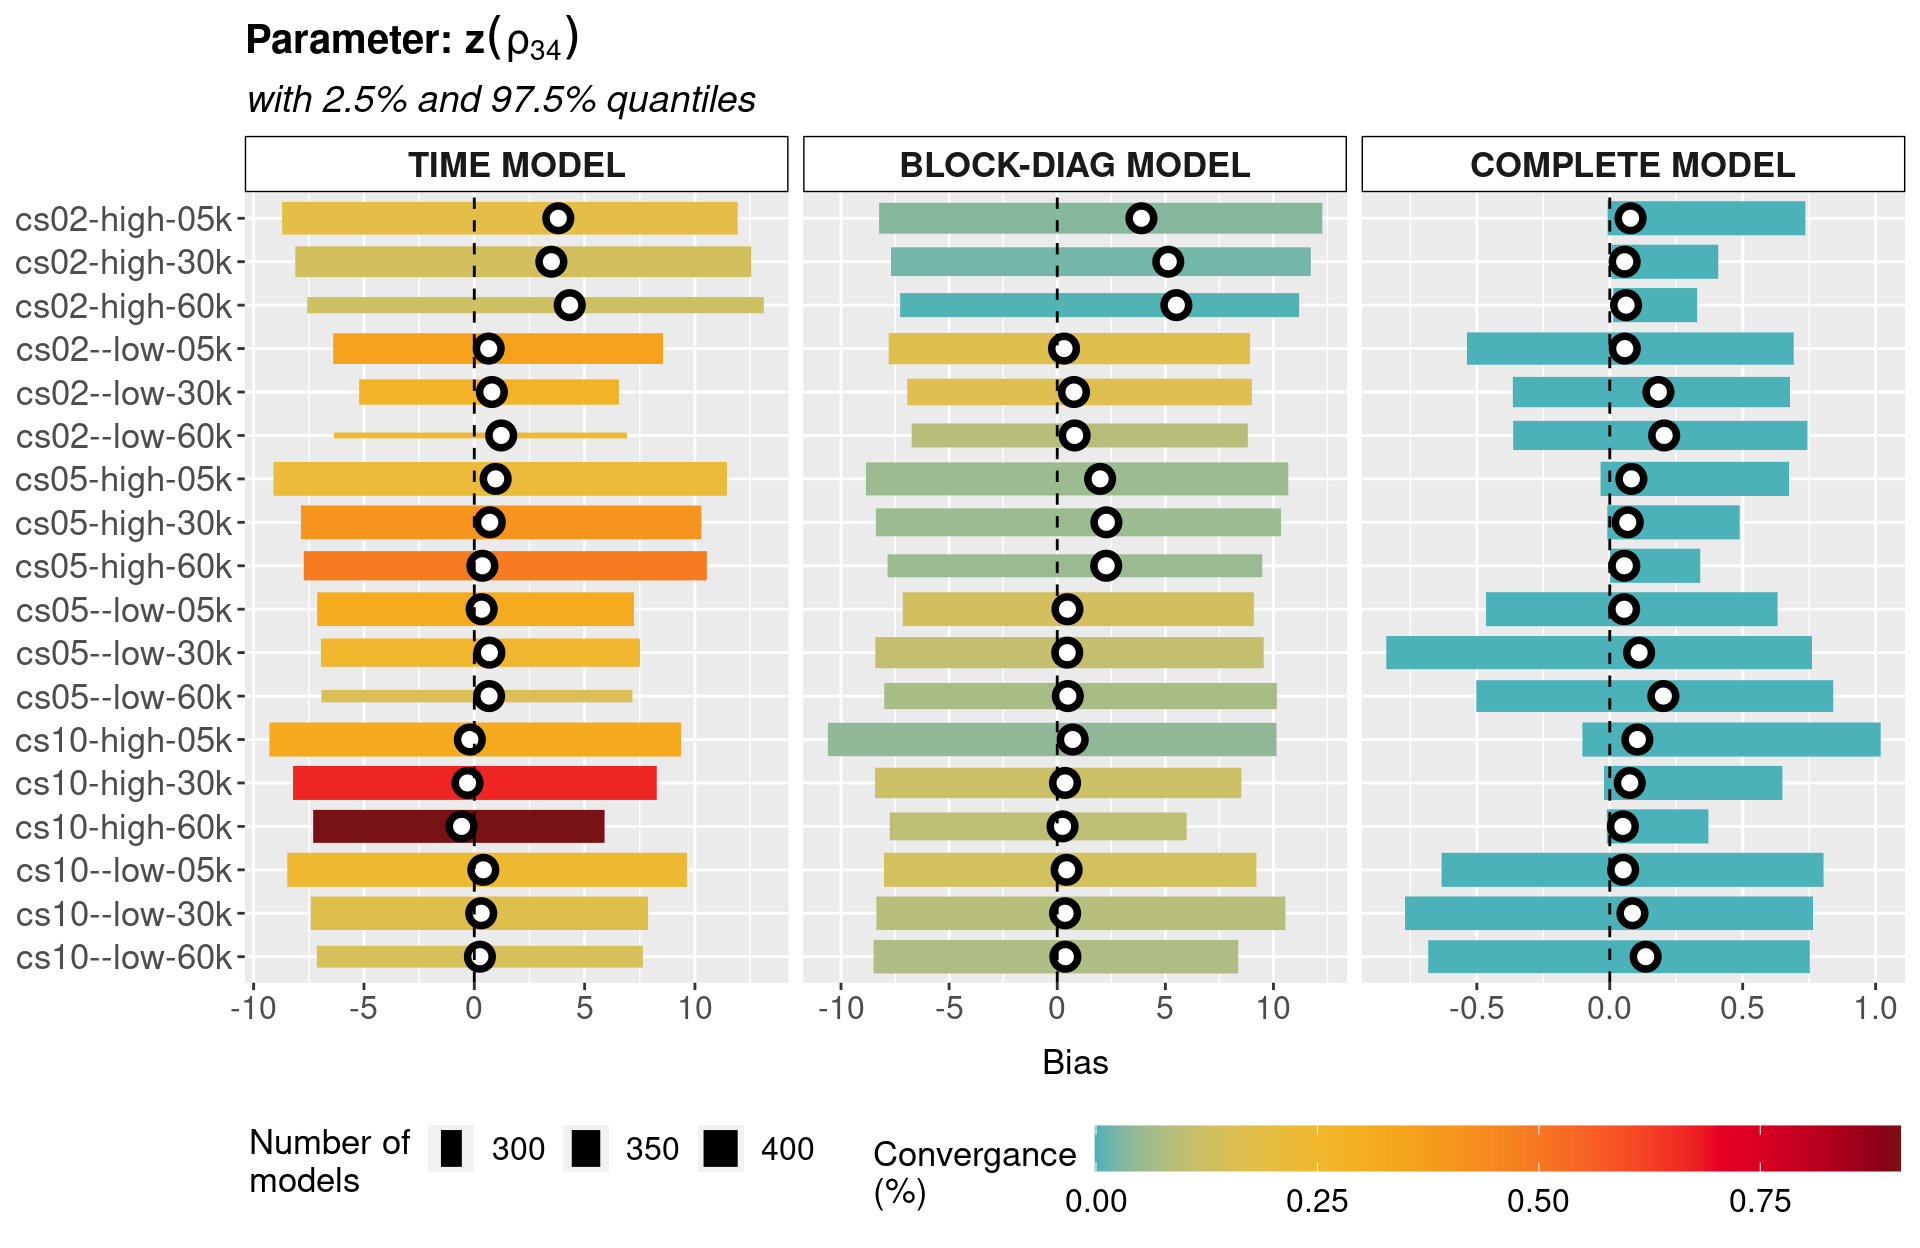 Parameter: z(ρ34)
with 2.5% and 97.5% quantiles
TIME MODEL BLOCK-DIAG MODEL COMPLETE MODEL
cs02-high-05k
cs02-high-30k
cs02-high-60k
cs02--low-05k
cs02--low-30k
cs02--low-60k
cs05-high-05k
cs05-high-30k
cs05-high-60k
cs05--low-05k
cs05--low-30k
cs05--low-60k
cs10-high-05k
cs10-high-30k
cs10-high-60k
cs10--low-05k
cs10--low-30k
cs10--low-60k
-10 -5 0 5 10 -10 -5 0 5 10 -0.5 0.0 0.5 1.0
Bias
Number of
models
300 350 400
Convergance
(%)
0.00 0.25 0.50 0.75